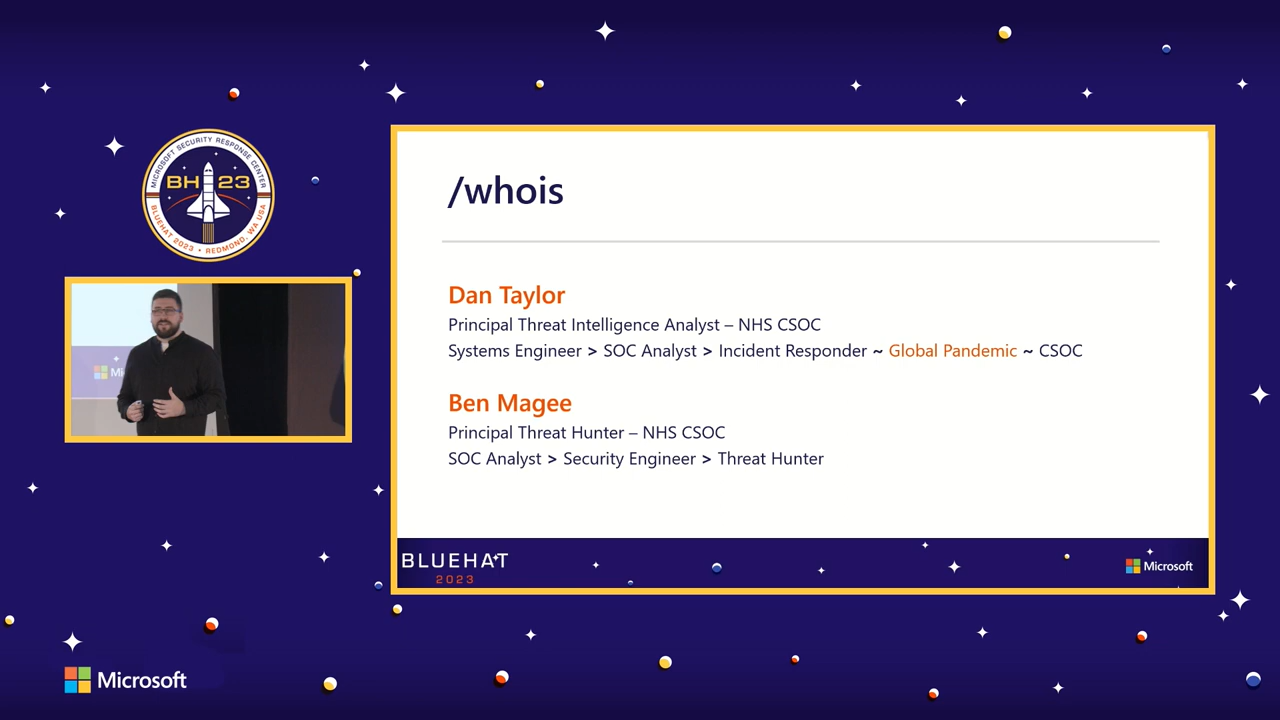 MICROSOFT SECURITY RESPONSE CENTER
BH 23
BLUEHAT 2023 • REDMOND, WA USA
/whois
Dan Taylor
Principal Threat Intelligence Analyst – NHS CSOC
Systems Engineer > SOC Analyst > Incident Responder ~ Global Pandemic ~ CSOC
Ben Magee
Principal Threat Hunter – NHS CSOC
SOC Analyst > Security Engineer > Threat Hunter
BLUEHAT
2023
Microsoft
Microsoft